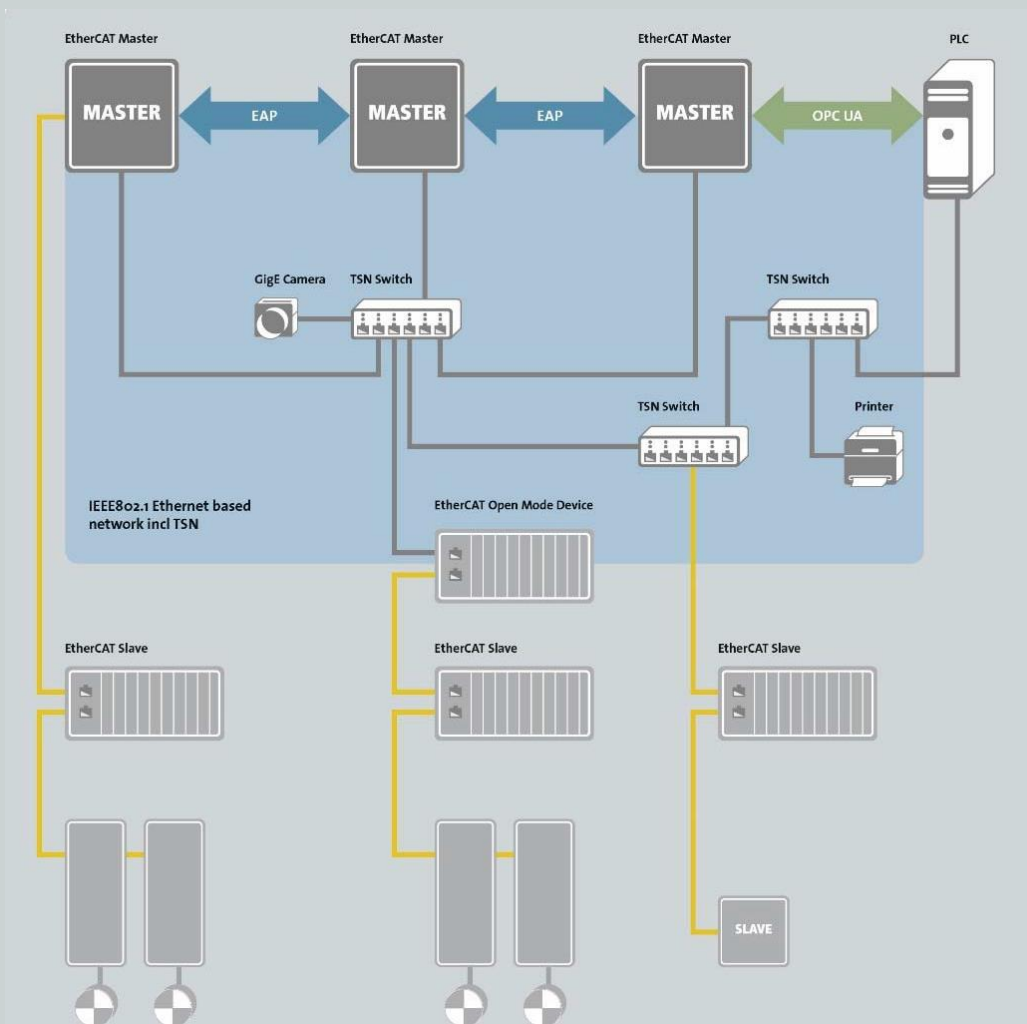 EtherCAT Master
EtherCAT Master
EtherCAT Master
PLC
MASTER
EAP
MASTER
EAP
MASTER
OPC UA
GigE Camera
TSN Switch
TSN Switch
TSN Switch
Printer
IEEE802.1 Ethernet based
network incl TSN
EtherCAT Open Mode Device
EtherCAT Slave
EtherCAT Slave
EtherCAT Slave
SLAVE